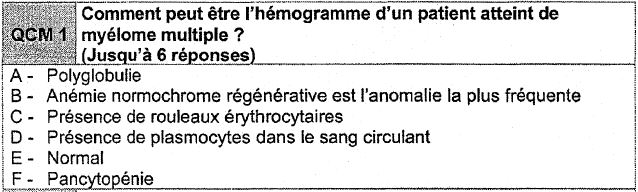 QCM 1
Comment peut être l'hémogramme d'un patient atteint de
myélome multiple ?
(Jusqu'à 6 réponses)
A - Polyglobulie
B - Anémie normochrome régénérative est l'anomalie la plus fréquente
C - Présence de rouleaux érythrocytaires
D - Présence de plasmocytes dans le sang circulant
E - Normal
F - Pancytopénie